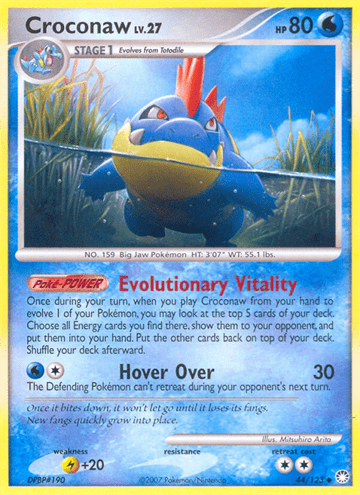 Croconaw LV.27 HP 80
STAGE 1 Evolves from Totodile
NO. 159 Big Jaw Pokémon HT: 3'07" WT: 55.1 lbs.
Poké-POWER Evolutionary Vitality
Once during your turn, when you play Croconaw from your hand to
evolve 1 of your Pokémon, you may look at the top 5 cards of your deck.
Choose all Energy cards you find there, show them to your opponent, and
put them into your hand. Put the other cards back on top of your deck.
Shuffle your deck afterward.
Hover Over 30
The Defending Pokémon can't retreat during your opponent's next turn.
Once it bites down, it won't let go until it loses its fangs.
New fangs quickly grow into place.
Illus. Mitsuhiro Arita
weakness resistance retreat cost
+20
DPBP#190 ©2007 Pokémon/Nintendo 44/123